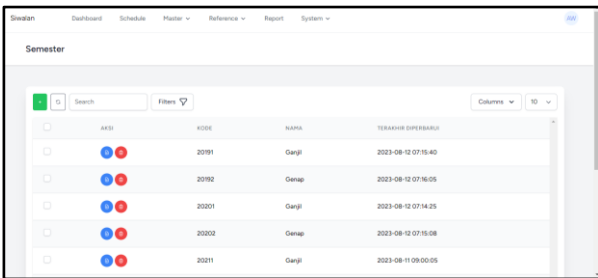 Siwalan Dashboard Schedule Master Reference Report System AW
Semester
Search Filters Columns 10
AKSI KODE NAMA TERAKHIR DIPERBARUI
20191 Ganjil 2023-08-12 07:15:40
20192 Genap 2023-08-12 07:16:05
20201 Ganjil 2023-08-12 07:14:25
20202 Genap 2023-08-12 07:15:08
20211 Ganjil 2023-08-11 09:00:05